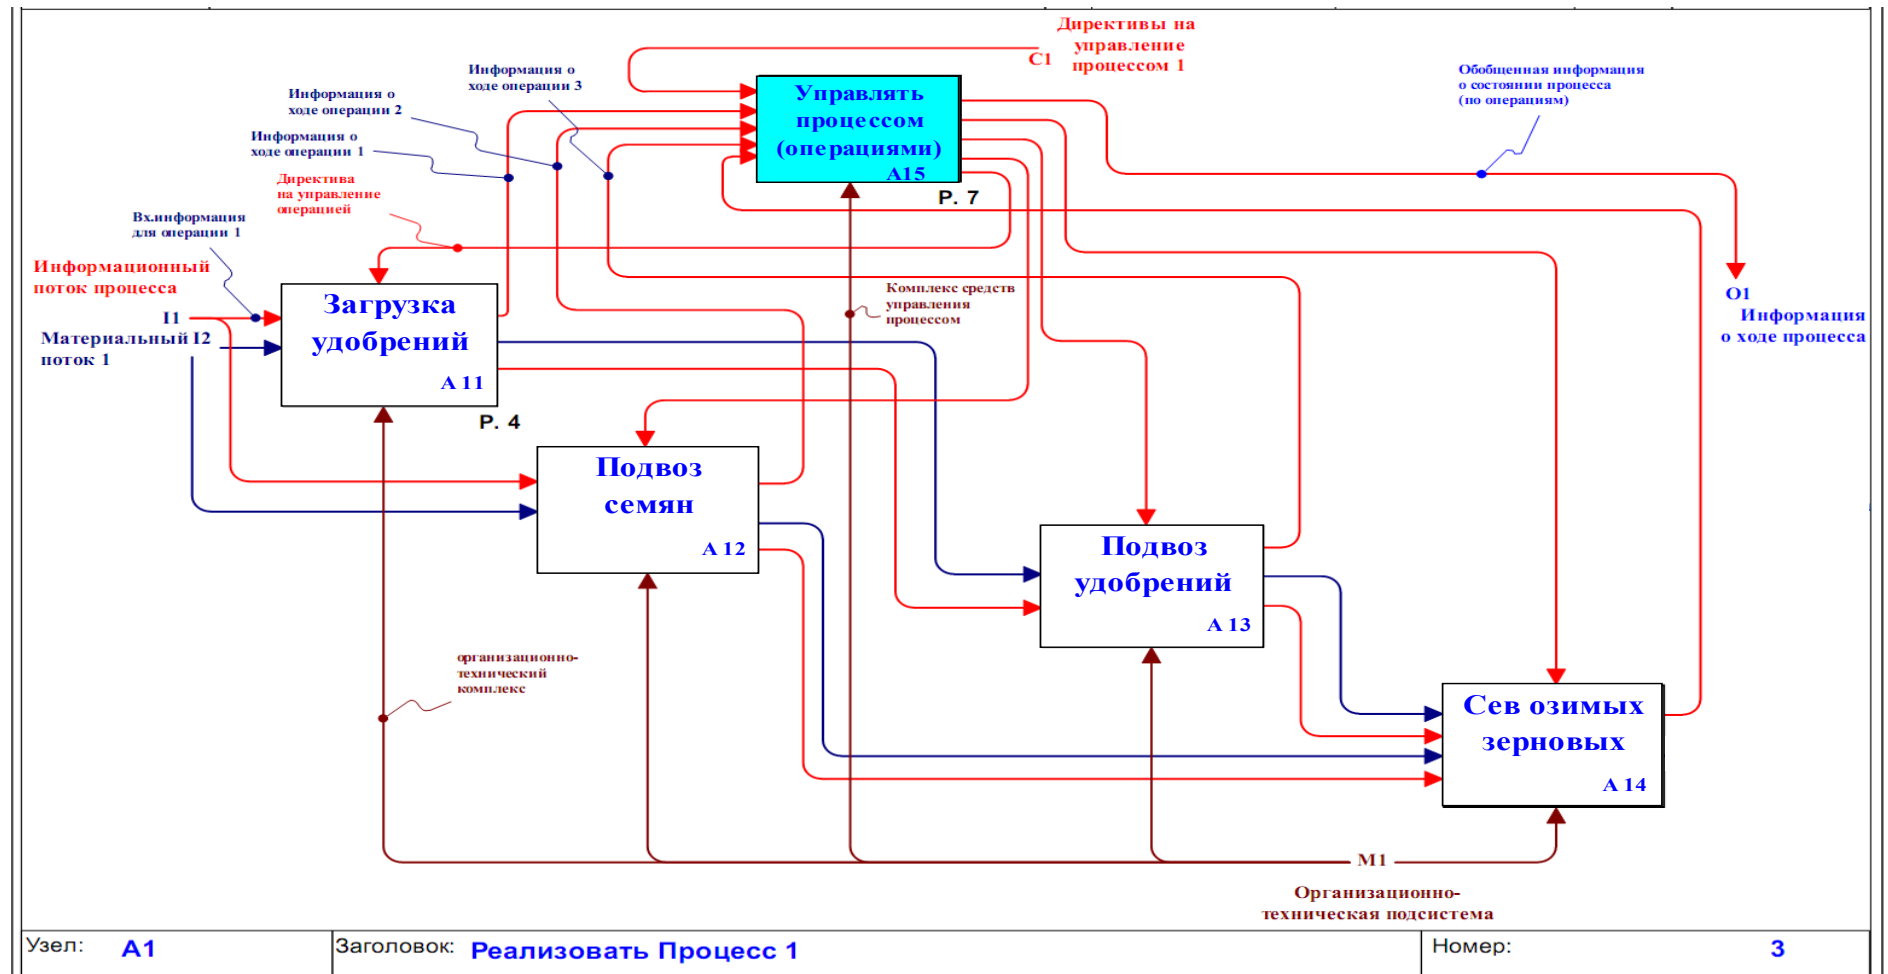 Директивы на
управление
процессом 1
C1
Информация о
ходе операции 3
Информация о
ходе операции 2
Информация о
ходе операции 1
Директива
на управление
операцией
Вх.информация
для операции 1
Информационный
поток процесса
I1
Материальный I2
поток 1
Управлять
процессом
(операциями)
A15
P. 7
Обобщенная информация
о состоянии процесса
(по операциям)
O1
Информация
о ходе процесса
Загрузка
удобрений
A 11
P. 4
Комплекс средств
управления
процессом
Подвоз
семян
A 12
Подвоз
удобрений
A 13
Сев озимых
зерновых
A 14
организационно-
технический
комплекс
M1
Организационно-
техническая подсистема
Узел: A1
Заголовок: Реализовать Процесс 1
Номер: 3